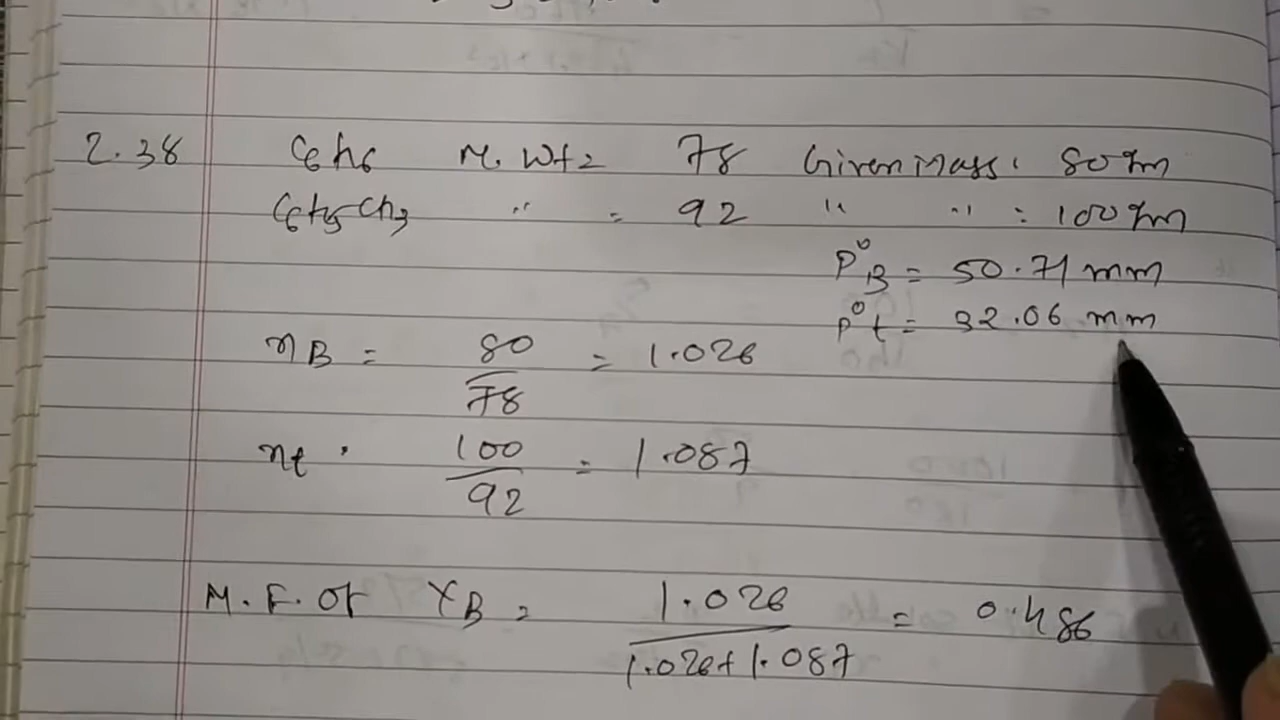 2.38 C6H6 M. Wt = 78 Given Mass: 80 gm
C6H5CH3 " = 92 " " : 100 gm
P°B = 50.71 mm
P°t = 32.06 mm
nB = 80/78 = 1.026
nt . 100/92 = 1.087
M.F. of XB = 1.026/1.026+1.087 = 0.486